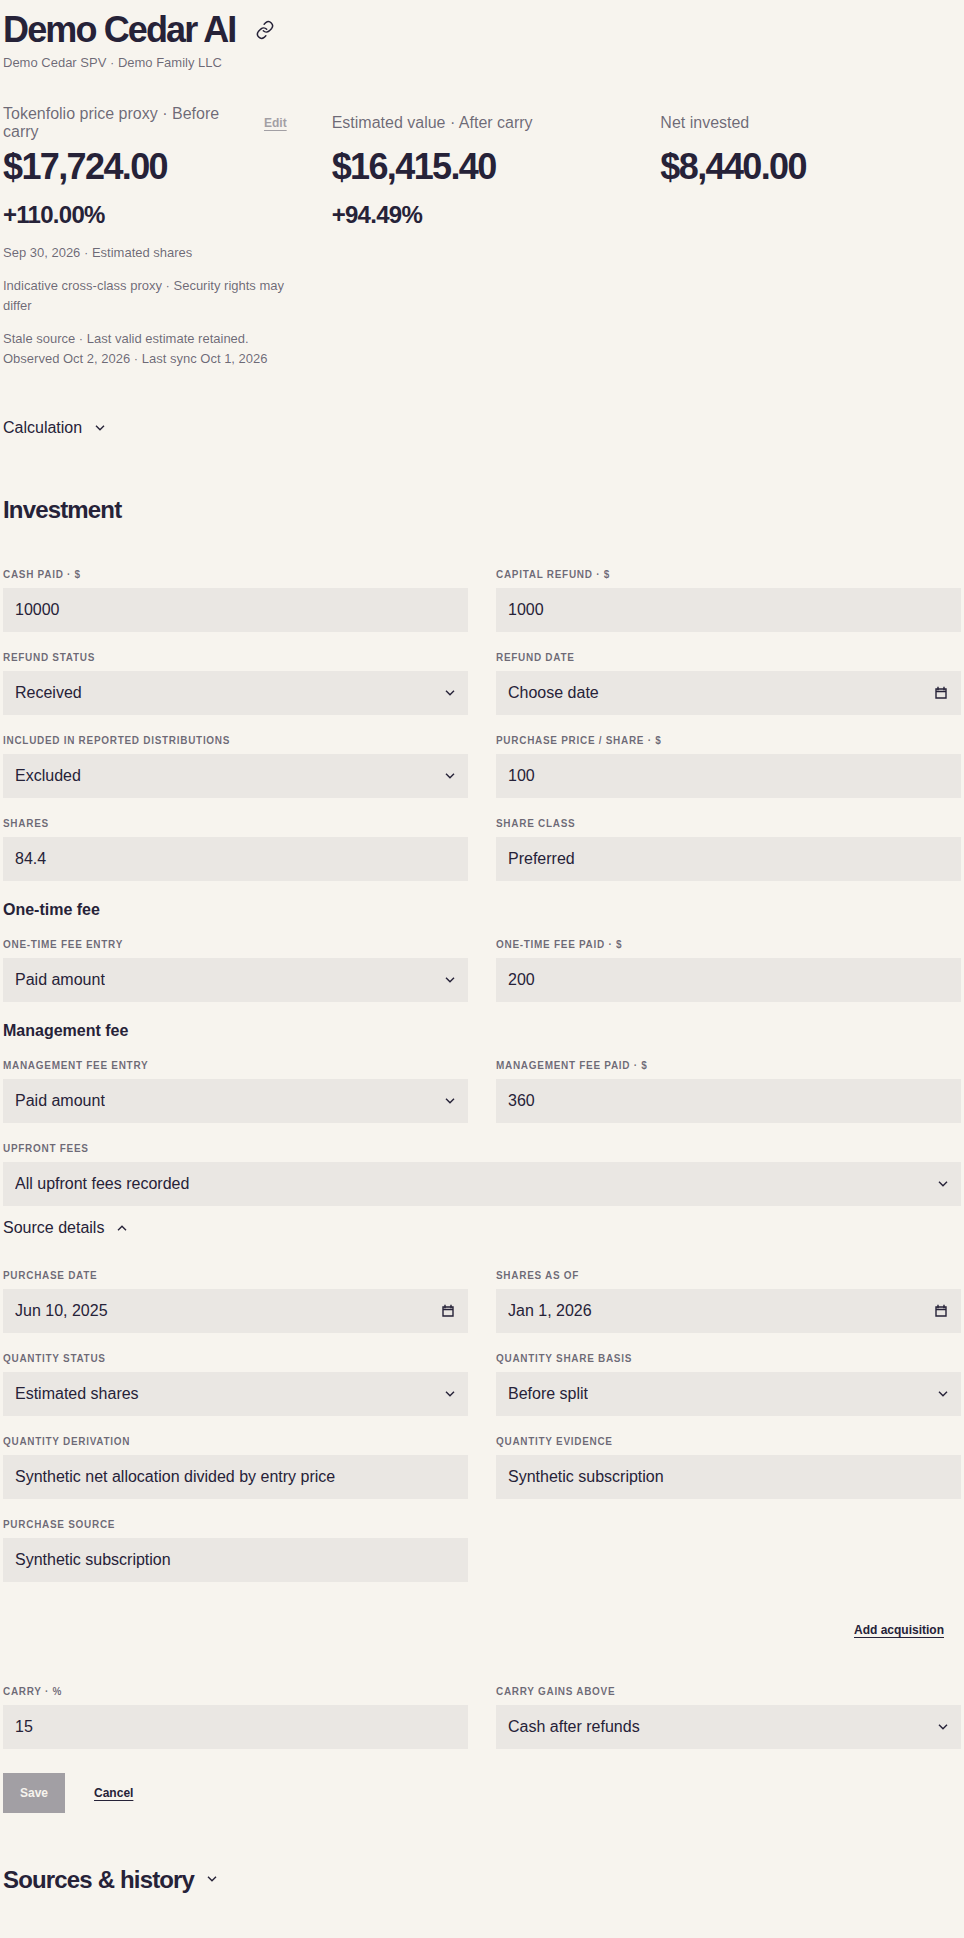 Demo Cedar AI
Demo Cedar SPV · Demo Family LLC
Tokenfolio price proxy · Before
carry
Edit
$17,724.00
+110.00%
Sep 30, 2026 · Estimated shares
Indicative cross-class proxy · Security rights may
differ
Stale source · Last valid estimate retained.
Observed Oct 2, 2026 · Last sync Oct 1, 2026
Estimated value · After carry
$16,415.40
+94.49%
Net invested
$8,440.00
Calculation
Investment
CASH PAID · $
10000
CAPITAL REFUND · $
1000
REFUND STATUS
Received
REFUND DATE
Choose date
INCLUDED IN REPORTED DISTRIBUTIONS
Excluded
PURCHASE PRICE / SHARE · $
100
SHARES
84.4
SHARE CLASS
Preferred
One-time fee
ONE-TIME FEE ENTRY
Paid amount
ONE-TIME FEE PAID · $
200
Management fee
MANAGEMENT FEE ENTRY
Paid amount
MANAGEMENT FEE PAID · $
360
UPFRONT FEES
All upfront fees recorded
Source details
PURCHASE DATE
Jun 10, 2025
SHARES AS OF
Jan 1, 2026
QUANTITY STATUS
Estimated shares
QUANTITY SHARE BASIS
Before split
QUANTITY DERIVATION
Synthetic net allocation divided by entry price
QUANTITY EVIDENCE
Synthetic subscription
PURCHASE SOURCE
Synthetic subscription
Add acquisition
CARRY · %
15
CARRY GAINS ABOVE
Cash after refunds
Save
Cancel
Sources & history